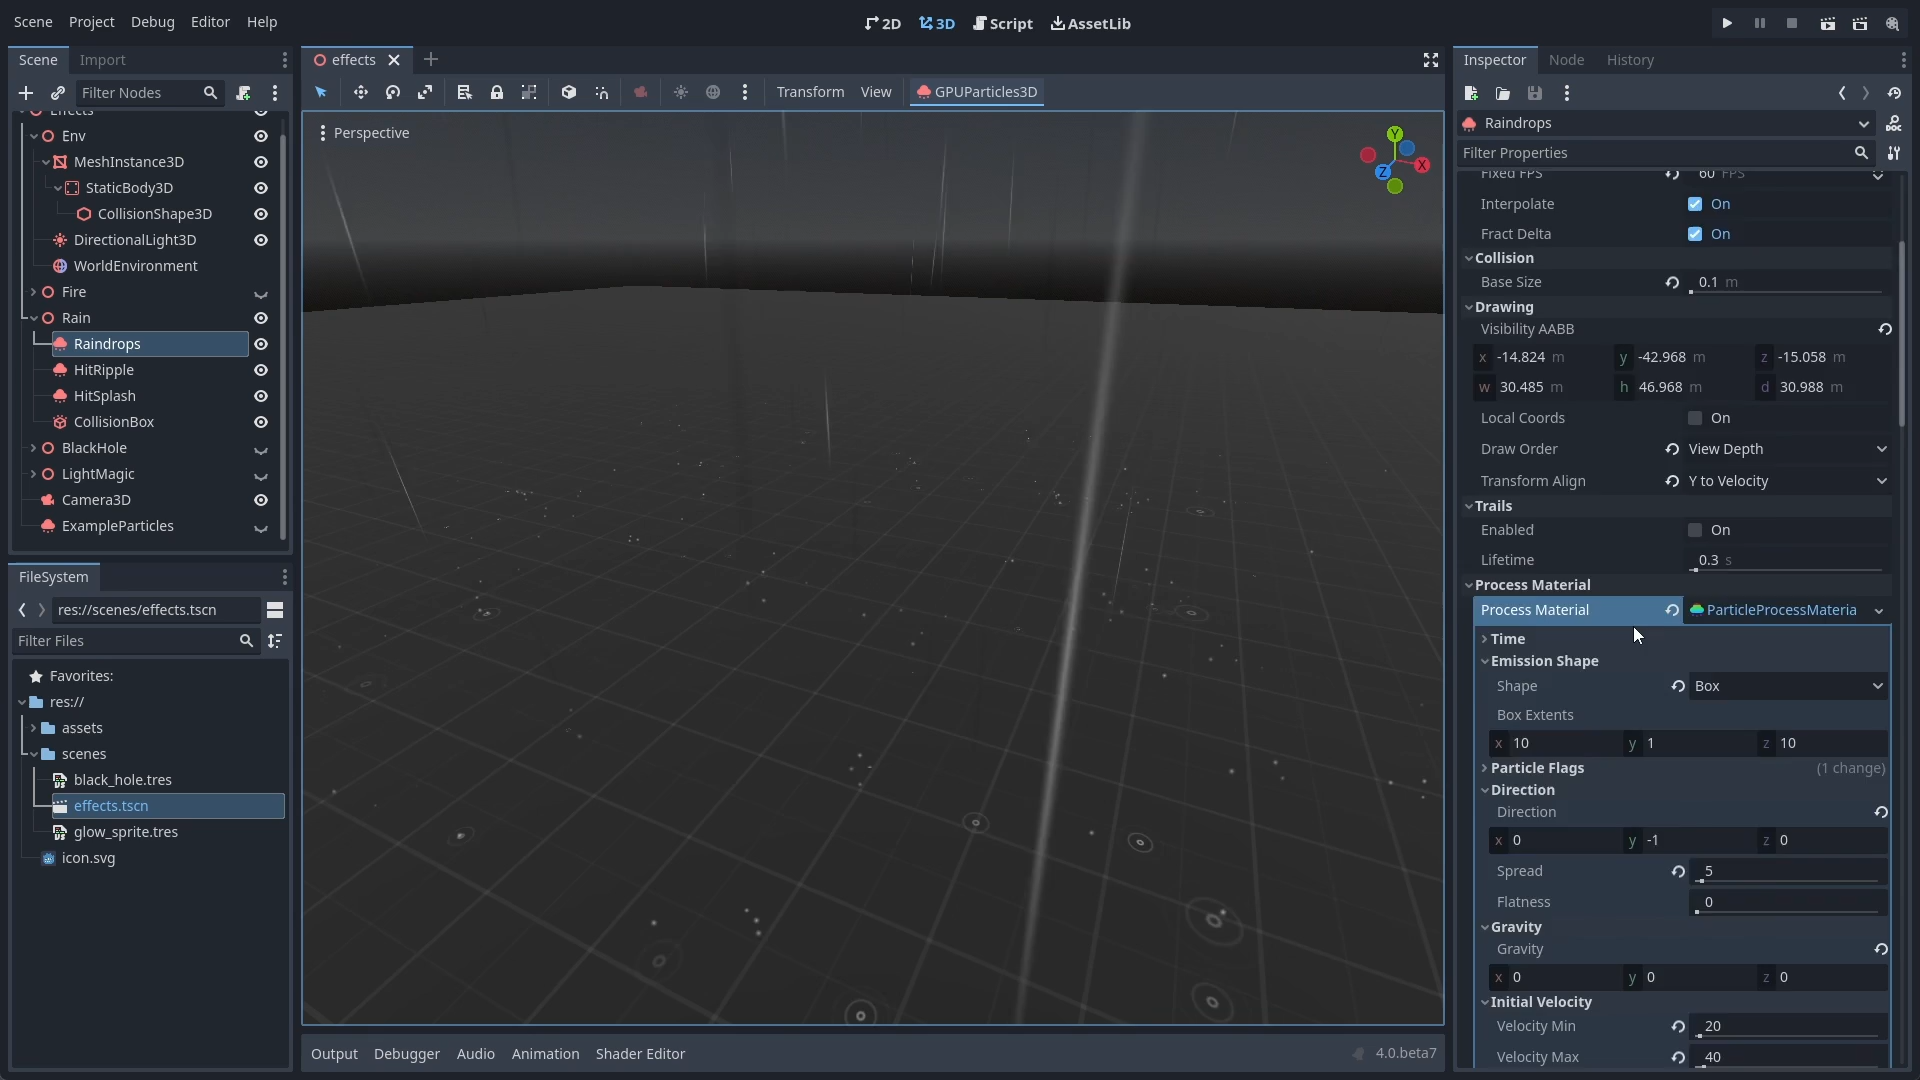 Scene Project Debug Editor Help
2D 3D Script AssetLib
Scene Import
effects
Inspector Node History
Filter Nodes
Transform View GPUParticles3D
Effects
Perspective
Y
X
Z
Env
MeshInstance3D
StaticBody3D
CollisionShape3D
DirectionalLight3D
WorldEnvironment
Fire
Rain
Raindrops
HitRipple
HitSplash
CollisionBox
BlackHole
LightMagic
Camera3D
ExampleParticles
FileSystem
res://scenes/effects.tscn
Filter Files
Favorites:
res://
assets
scenes
black_hole.tres
effects.tscn
glow_sprite.tres
icon.svg
Output Debugger Audio Animation Shader Editor
4.0.beta7
Raindrops
Filter Properties
Fixed FPS 60 FPS
Interpolate On
Fract Delta On
Collision
Base Size 0.1 m
Drawing
Visibility AABB
x -14.824 m y -42.968 m z -15.058 m
w 30.485 m h 46.968 m d 30.988 m
Local Coords On
Draw Order View Depth
Transform Align Y to Velocity
Trails
Enabled On
Lifetime 0.3 s
Process Material
Process Material ParticleProcessMateria
Time
Emission Shape
Shape Box
Box Extents
x 10 y 1 z 10
Particle Flags (1 change)
Direction
Direction
x 0 y -1 z 0
Spread 5
Flatness 0
Gravity
Gravity
x 0 y 0 z 0
Initial Velocity
Velocity Min 20
Velocity Max 40